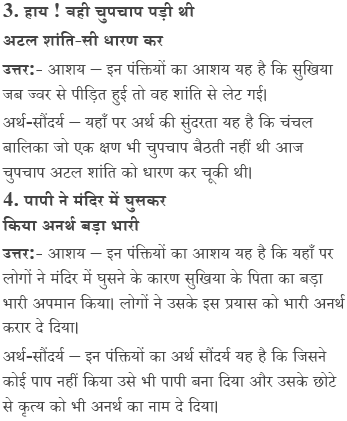 3. हाय ! वही चुपचाप पड़ी थी
अटल शांति-सी धारण कर
उत्तर:- आशय – इन पंक्तियों का आशय यह है कि सुखिया
जब ज्वर से पीड़ित हुई तो वह शांति से लेट गई।
अर्थ-सौंदर्य – यहाँ पर अर्थ की सुंदरता यह है कि चंचल
बालिका जो एक क्षण भी चुपचाप बैठती नहीं थी आज
चुपचाप अटल शांति को धारण कर चूकी थी।
4. पापी ने मंदिर में घुसकर
किया अनर्थ बड़ा भारी
उत्तर:- आशय – इन पंक्तियों का आशय यह है कि यहाँ पर
लोगों ने मंदिर में घुसने के कारण सुखिया के पिता का बड़ा
भारी अपमान किया। लोगों ने उसके इस प्रयास को भारी अनर्थ
करार दे दिया।
अर्थ-सौंदर्य – इन पंक्तियों का अर्थ सौंदर्य यह है कि जिसने
कोई पाप नहीं किया उसे भी पापी बना दिया और उसके छोटे
से कृत्य को भी अनर्थ का नाम दे दिया।